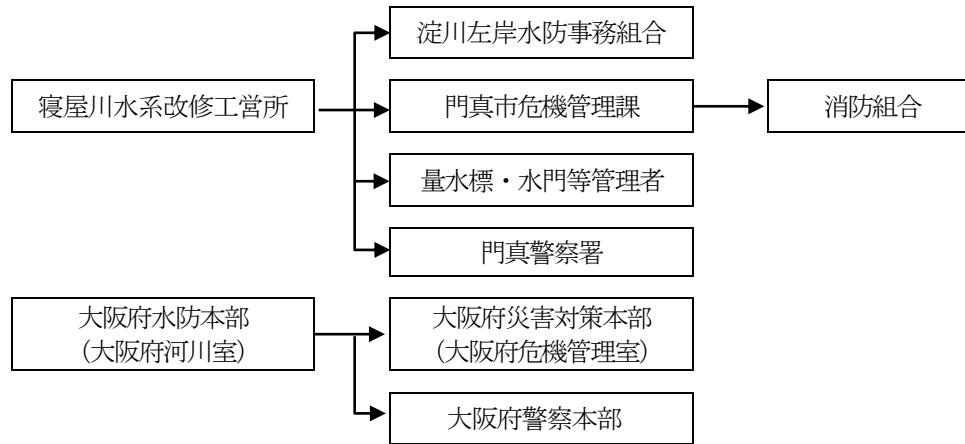 淀川左岸水防事務組合
寝屋川水系改修工営所
門真市危機管理課
消防組合
量水標・水門等管理者
門真警察署
大阪府水防本部
(大阪府河川室)
大阪府災害対策本部
(大阪府危機管理室)
大阪府警察本部